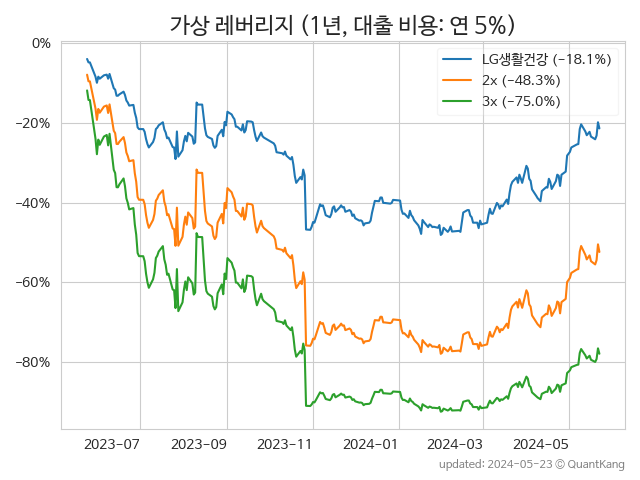 가상 레버리지 (1년, 대출 비용: 연 5%)
LG생활건강 (−18.1%)
2x (−48.3%)
3x (−75.0%)
0%
−20%
−40%
−60%
−80%
2023-07 2023-09 2023-11 2024-01 2024-03 2024-05
updated: 2024-05-23 © QuantKang